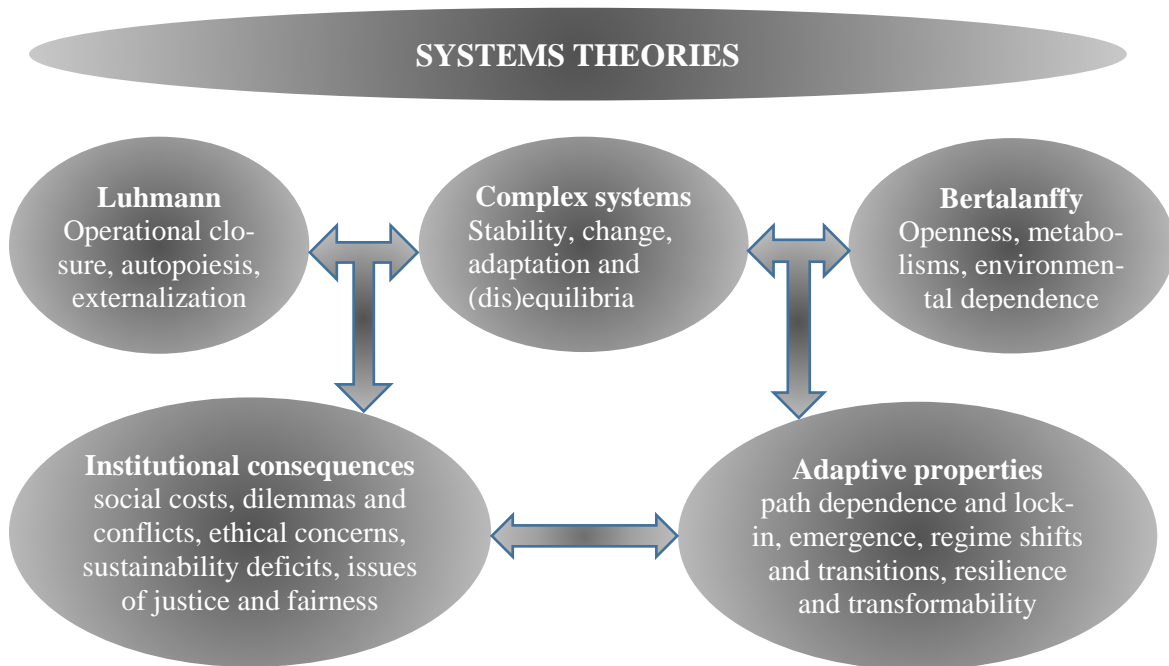 SYSTEMS THEORIES
Luhmann
Operational clo-
sure, autopoiesis,
externalization
Complex systems
Stability, change,
adaptation and
(dis)equilibria
Bertalanffy
Openness, metabo-
lisms, environmen-
tal dependence
Institutional consequences
social costs, dilemmas and
conflicts, ethical concerns,
sustainability deficits, issues
of justice and fairness
Adaptive properties
path dependence and lock-
in, emergence, regime shifts
and transitions, resilience
and transformability